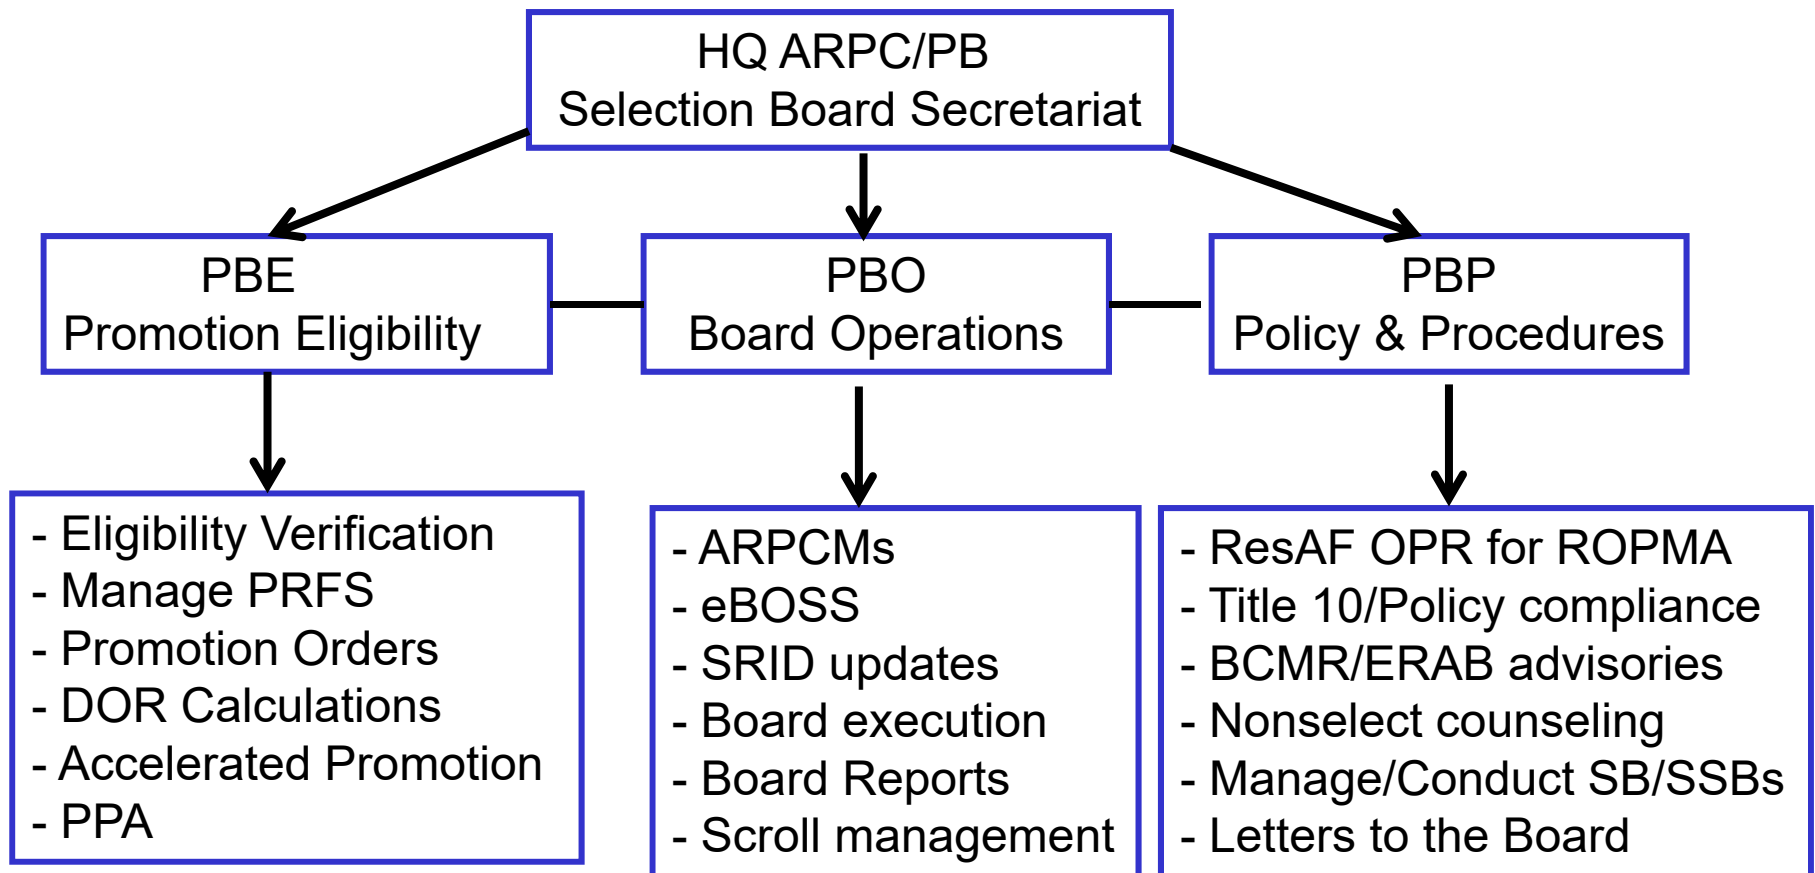 HQ ARPC/PB
Selection Board Secretariat
PBE
Promotion Eligibility
PBO
Board Operations
PBP
Policy & Procedures
- Eligibility Verification
- Manage PRFS
- Promotion Orders
- DOR Calculations
- Accelerated Promotion
- PPA
- ARPCMs
- eBOSS
- SRID updates
- Board execution
- Board Reports
- Scroll management
- ResAF OPR for ROPMA
- Title 10/Policy compliance
- BCMR/ERAB advisories
- Nonselect counseling
- Manage/Conduct SB/SSBs
- Letters to the Board